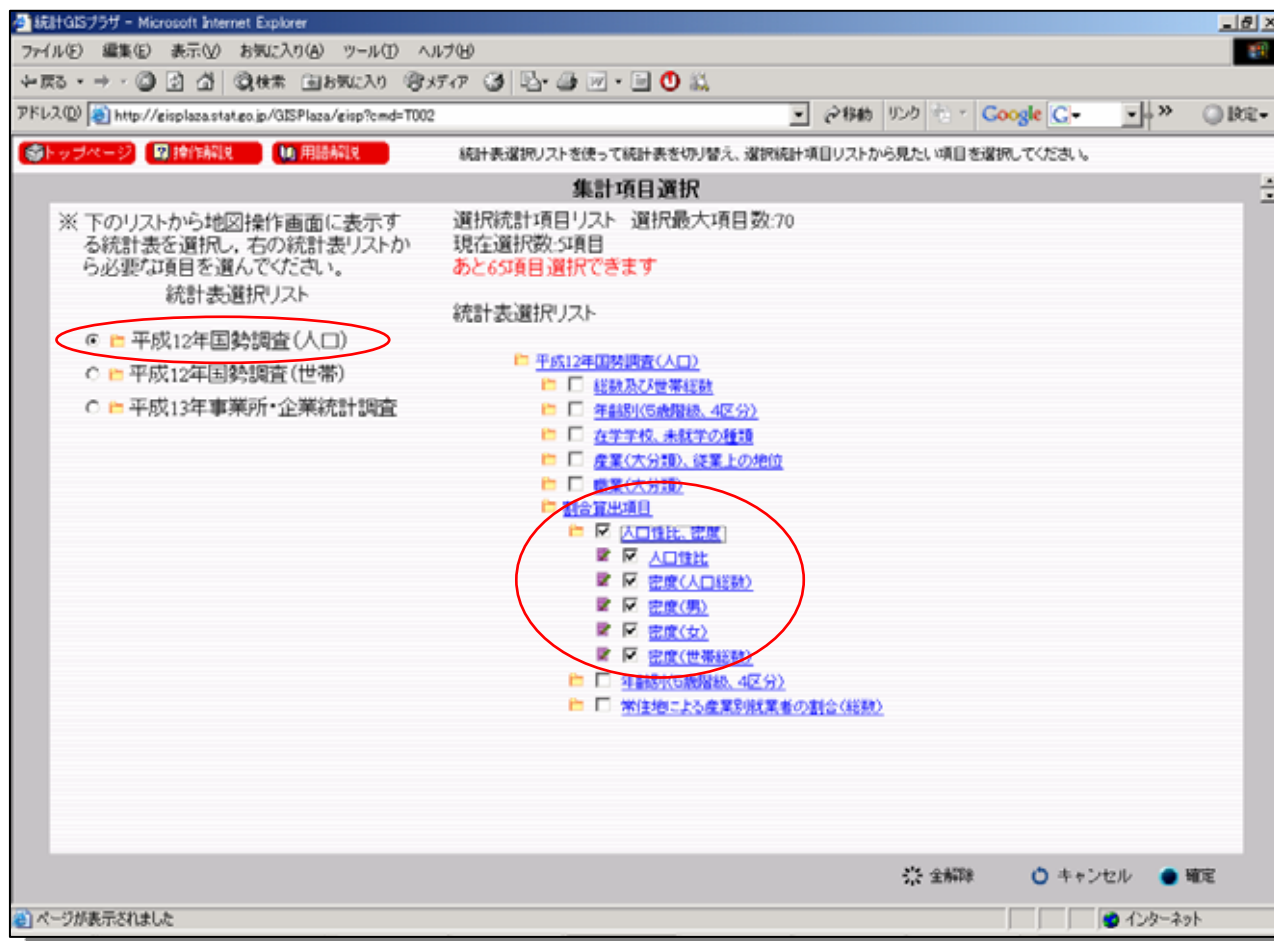 統計GISプラザ - Microsoft Internet Explorer
ファイル(F) 編集(E) 表示(V) お気に入り(A) ツール(T) ヘルプ(H)
戻る 検索 お気に入り メディア
アドレス(D) http://gisplaza.stat.go.jp/GISPlaza/gisp?cmd=T002 移動 リンク Google G 設定
トップページ 操作解説 用語解説 統計表選択リストを使って統計表を切り替え、選択統計項目リストから見たい項目を選択してください。
集計項目選択
※ 下のリストから地図操作画面に表示す
る統計表を選択し、右の統計表リストか
ら必要な項目を選んでください。
統計表選択リスト
平成12年国勢調査(人口)
平成12年国勢調査(世帯)
平成13年事業所・企業統計調査
選択統計項目リスト 選択最大項目数:70
現在選択数:5項目
あと65項目選択できます
統計表選択リスト
平成12年国勢調査(人口)
総数及び世帯総数
年齢別(5歳階級、4区分)
在学学校、未就学の種類
産業(大分類)、従業上の地位
職業(大分類)
割合算出項目
人口性比、密度
人口性比
密度(人口総数)
密度(男)
密度(女)
密度(世帯総数)
年齢別(5歳階級、4区分)
常住地による産業別就業者の割合(総数)
全解除 キャンセル 確定
ページが表示されました インターネット